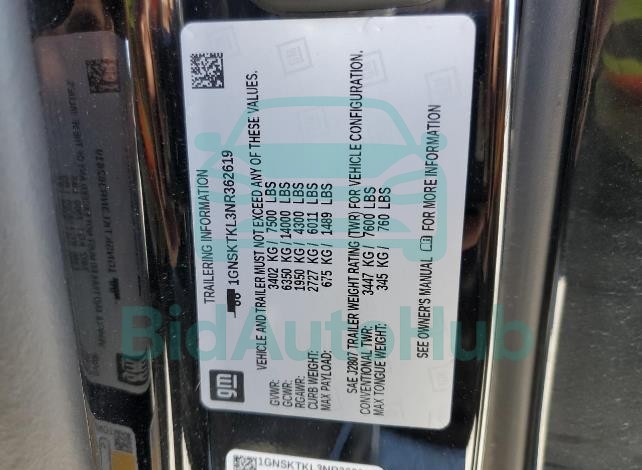 TRAILERING INFORMATION
1GNSKTKL3NR362619
VEHICLE AND TRAILER MUST NOT EXCEED ANY OF THESE VALUES.
GVWR: 3402 KG / 7500 LBS
GCWR: 6350 KG / 14000 LBS
RGAWR: 1950 KG / 4300 LBS
CURB WEIGHT: 2727 KG / 6011 LBS
MAX PAYLOAD: 675 KG / 1489 LBS
SAE J2807 TRAILER WEIGHT RATING (TWR) FOR VEHICLE CONFIGURATION.
CONVENTIONAL TWR: 3447 KG / 7600 LBS
MAX TONGUE WEIGHT: 345 KG / 760 LBS
SEE OWNER'S MANUAL FOR MORE INFORMATION
gm
BidAutoHub